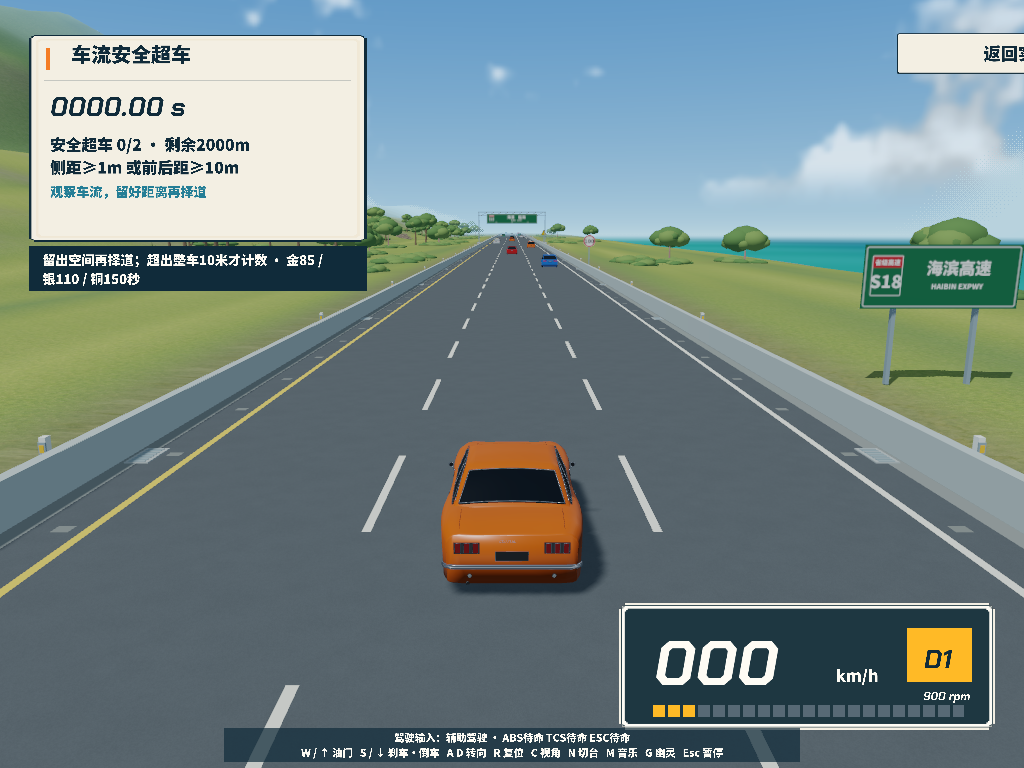 车流安全超车
返回
0000.00 s
安全超车 0/2 · 剩余2000m
侧距≥1m 或前后距≥10m
观察车流，留好距离再择道
留出空间再择道；超出整车10米才计数 · 金85 /
银110 / 铜150秒
S18
海滨高速
HAIBIN EXPWY
000 km/h
D1
900 rpm
驾驶输入：辅助驾驶 · ABS待命 TCS待命 ESC待命
W / ↑ 油门 S / ↓ 刹车·倒车 A D 转向 R 复位 C 视角 N 切台 M 音乐 G 幽灵 Esc 暂停